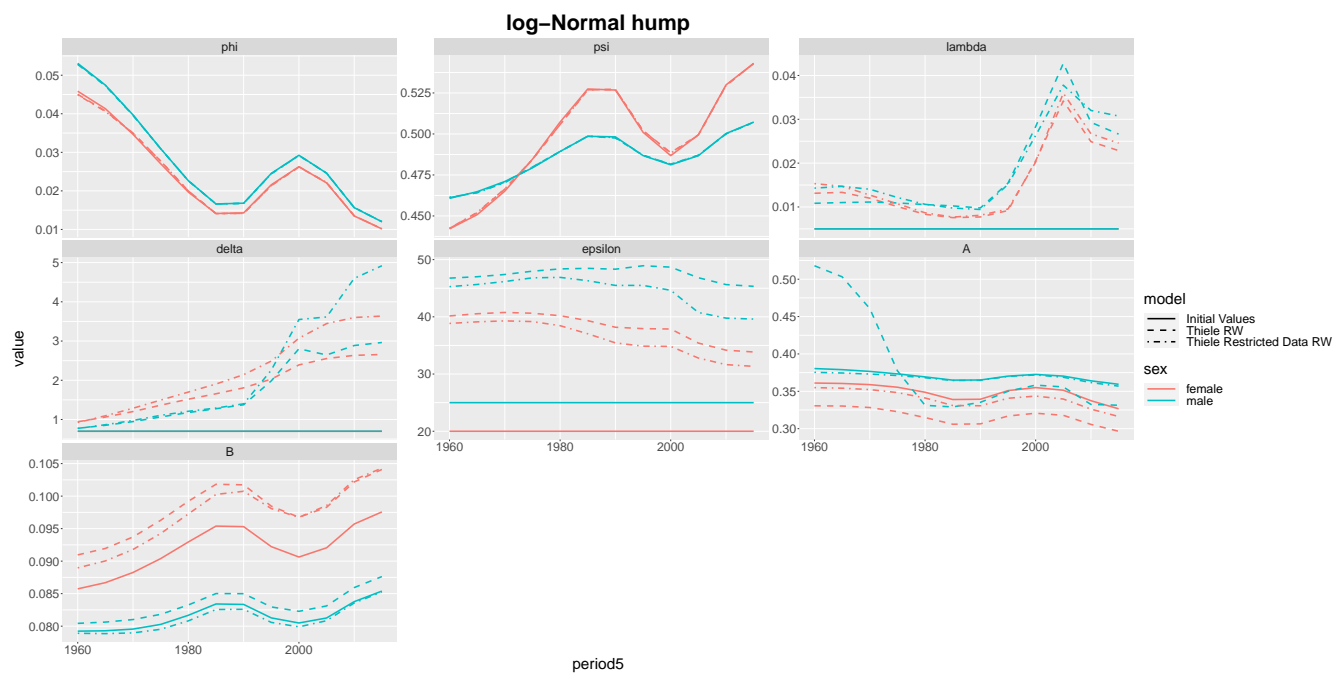 log−Normal hump
phi
psi
lambda
0.05
0.04
0.03
0.02
0.01
0.525
0.500
0.475
0.450
0.04
0.03
0.02
0.01
delta
epsilon
A
5
4
3
2
1
50
40
30
20
0.50
0.45
0.40
0.35
0.30
1960
1980
2000
1960
1980
2000
B
0.105
0.100
0.095
0.090
0.085
0.080
1960
1980
2000
value
period5
model
Initial Values
Thiele RW
Thiele Restricted Data RW
sex
female
male